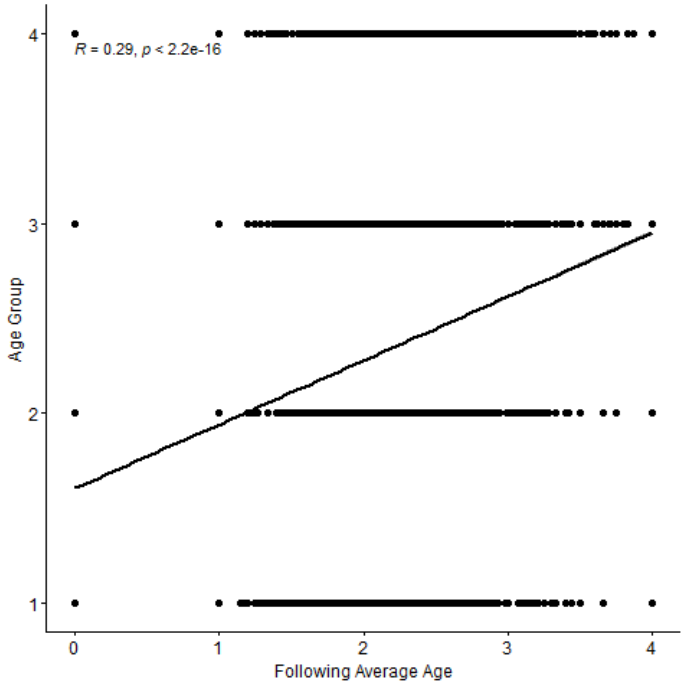 4
R = 0.29, p < 2.2e-16
3
Age Group
2
1
0 1 2 3 4
Following Average Age